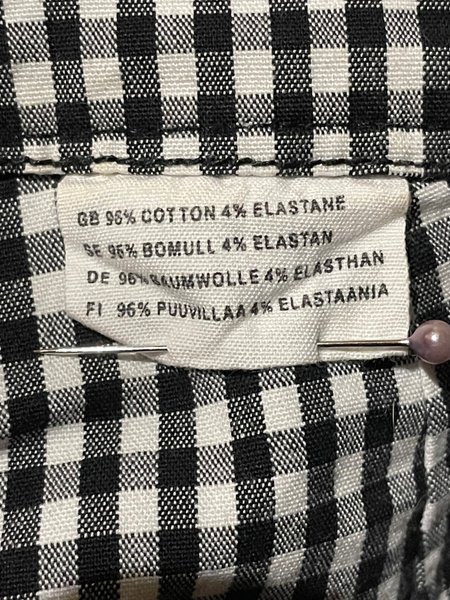 GB 96% COTTON 4% ELASTANE
SE 96% BOMULL 4% ELASTAN
DE 96% BAUMWOLLE 4% ELASTHAN
FI 96% PUUVILLAA 4% ELASTAANIA